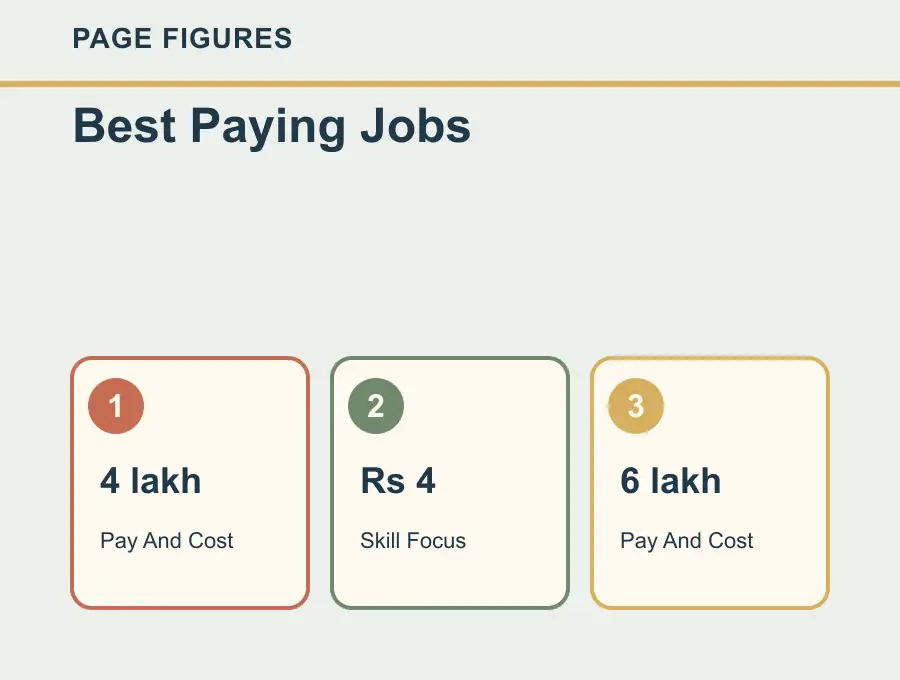 PAGE FIGURES
Best Paying Jobs
1
4 lakh
Pay And Cost
2
Rs 4
Skill Focus
3
6 lakh
Pay And Cost